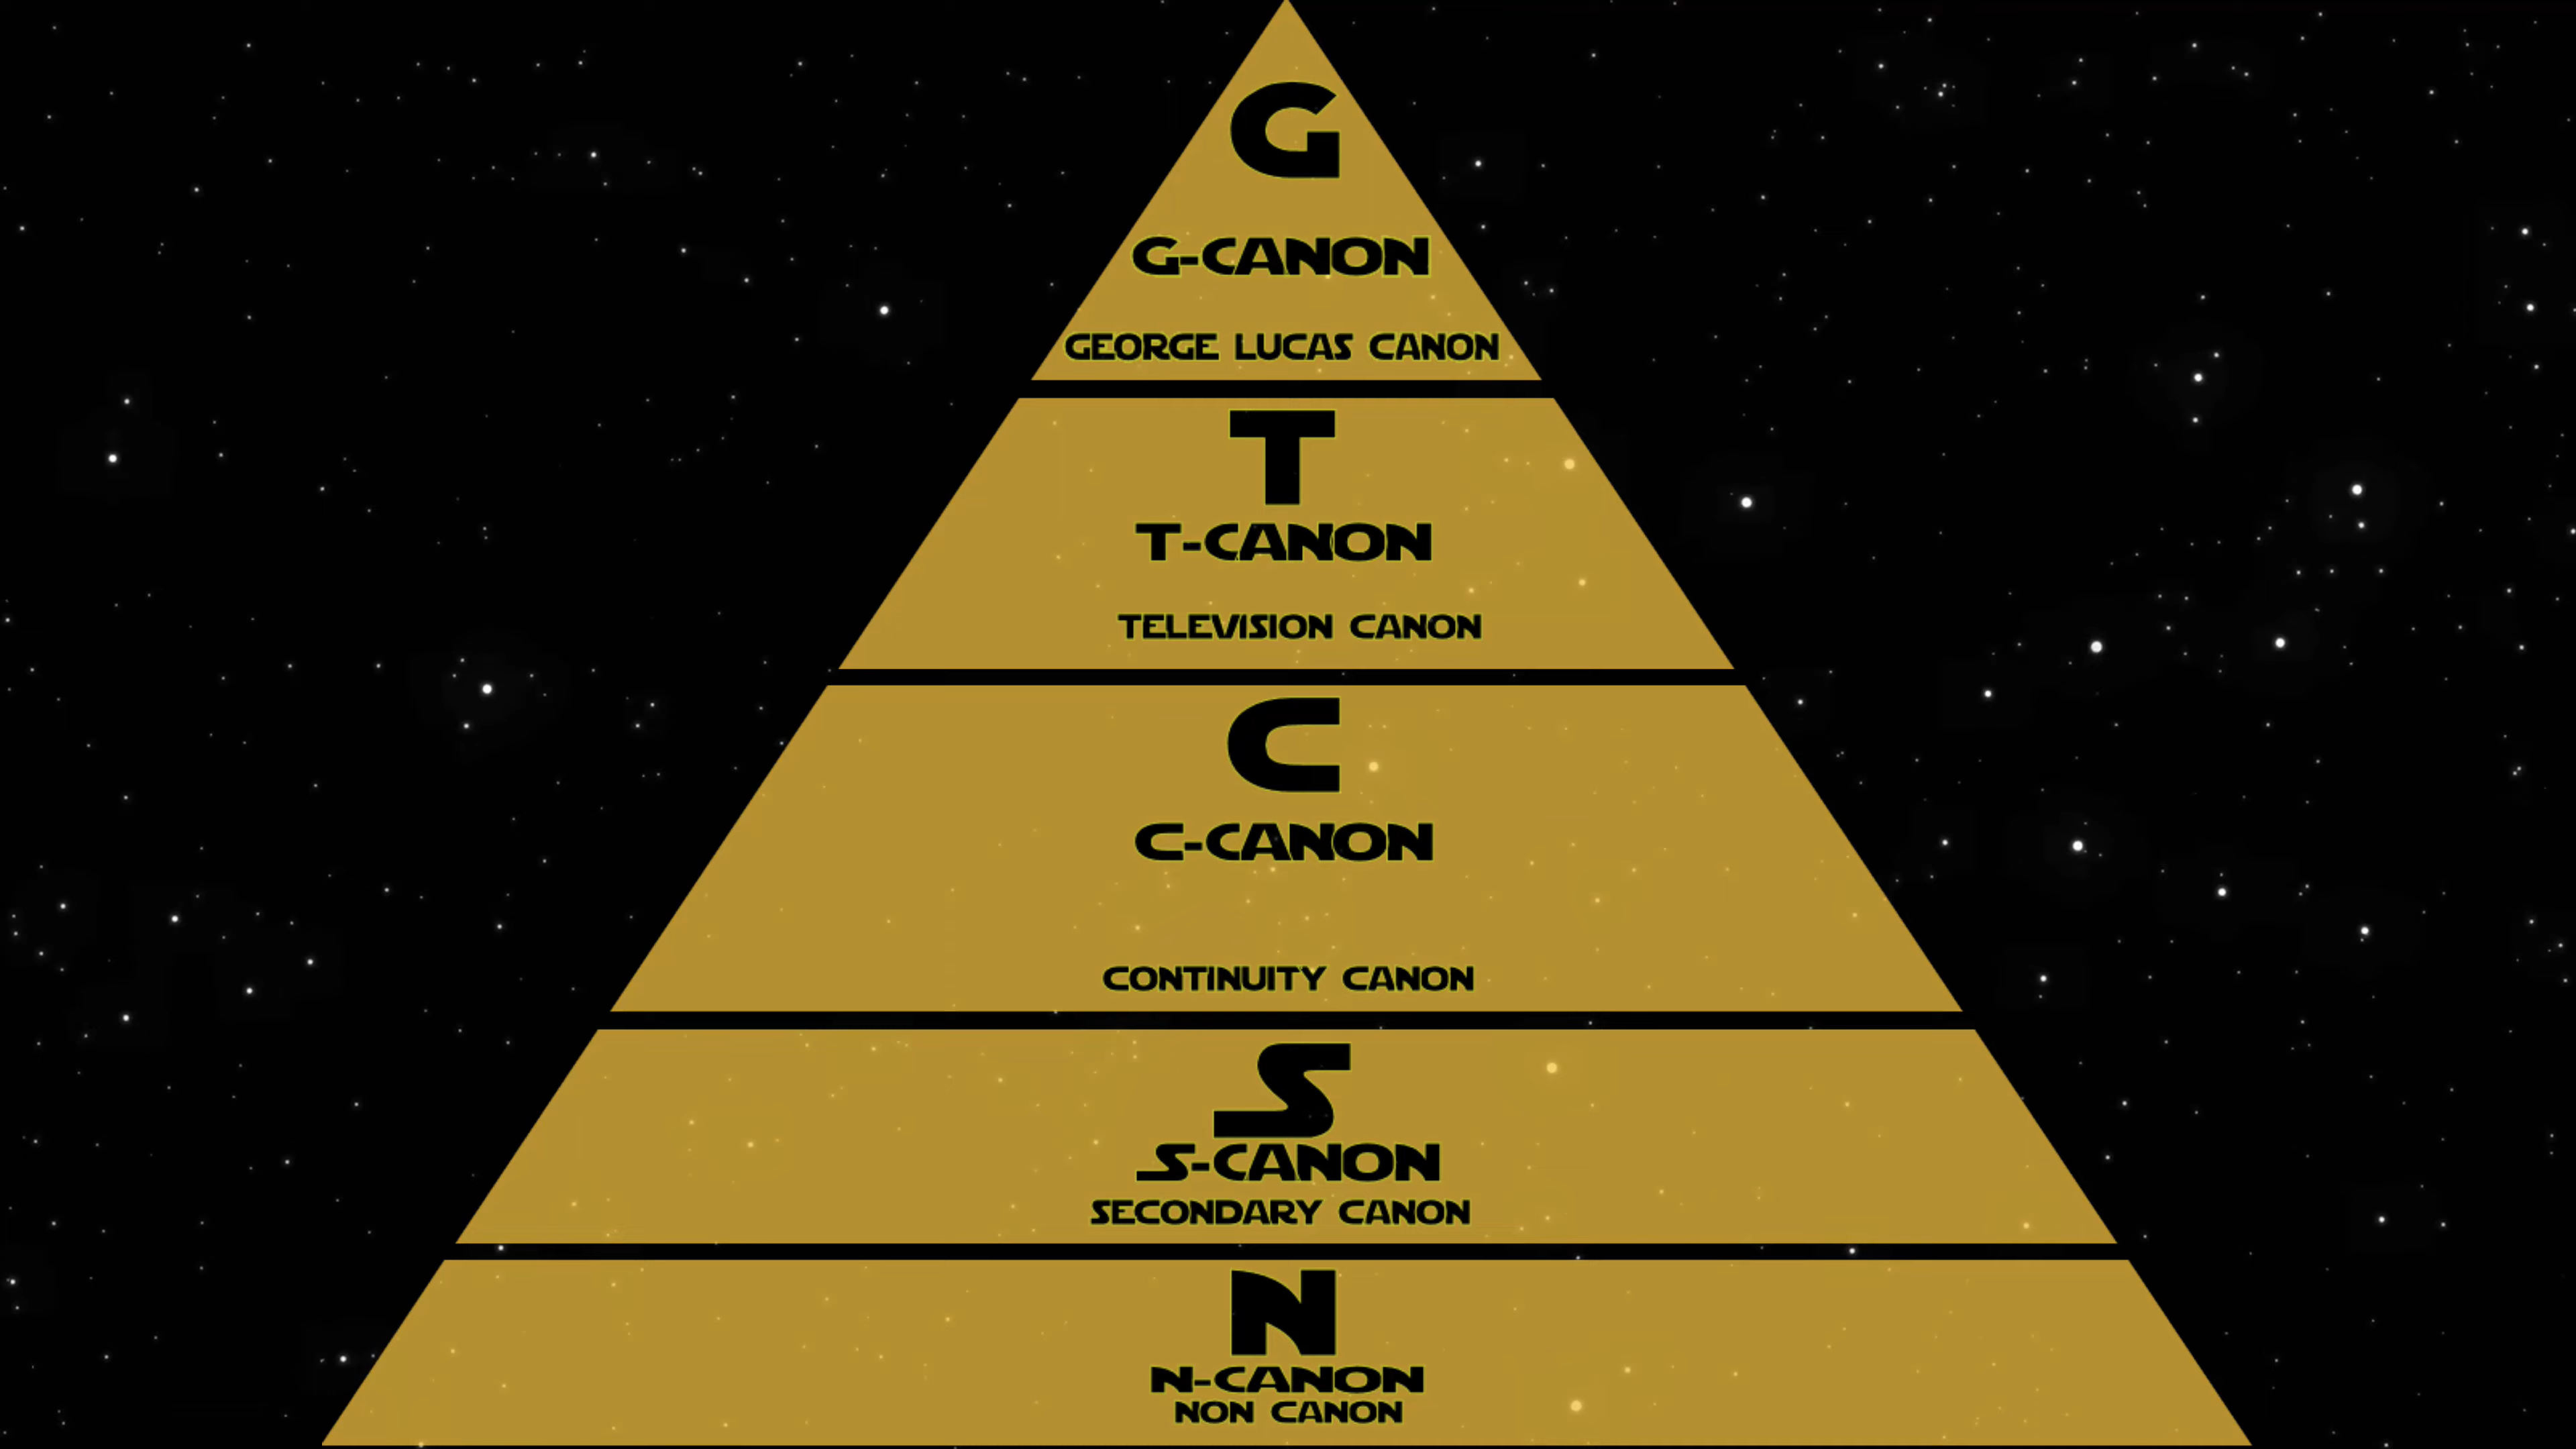 G
G-CANON
GEORGE LUCAS CANON
T
T-CANON
TELEVISION CANON
C
C-CANON
CONTINUITY CANON
S
S-CANON
SECONDARY CANON
N
N-CANON
NON CANON